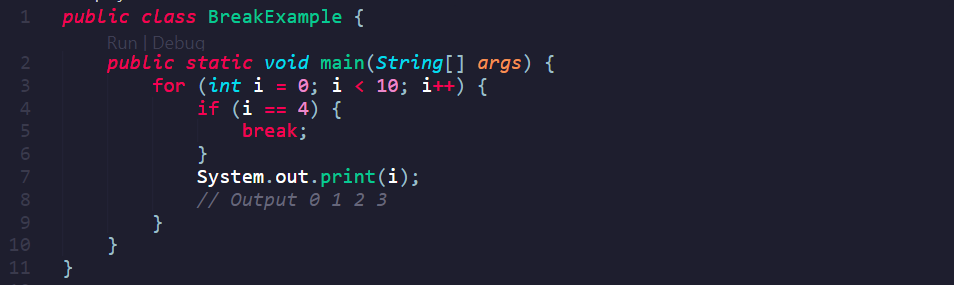 1 public class BreakExample {
Run | Debug
2 public static void main(String[] args) {
3 for (int i = 0; i < 10; i++) {
4 if (i == 4) {
5 break;
6 }
7 System.out.print(i);
8 // Output 0 1 2 3
9 }
10 }
11 }